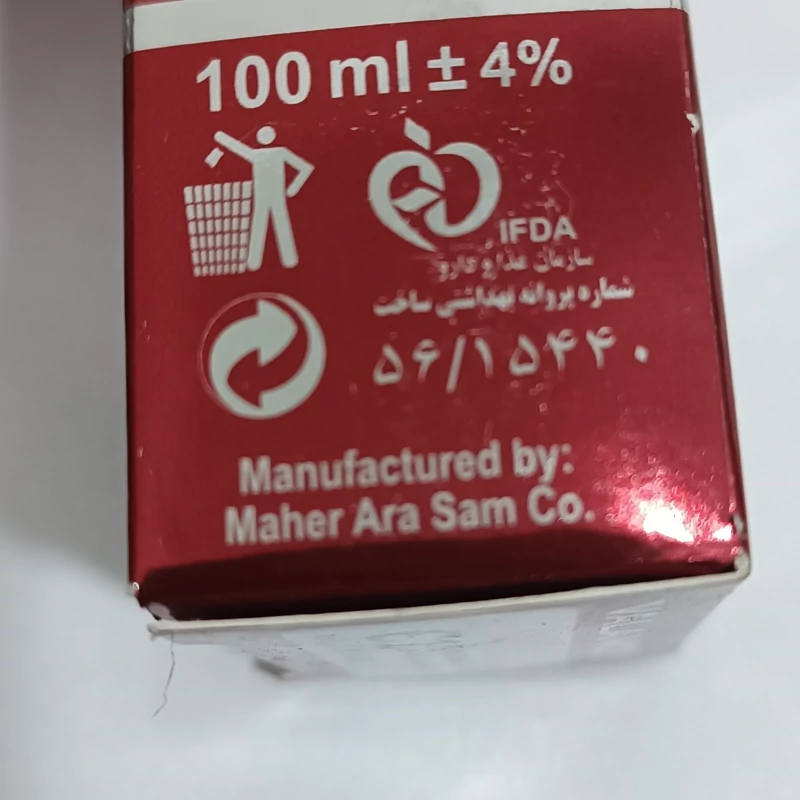 100 ml ± 4%
IFDA
سازمان غذا و دارو
شماره پروانه بهداشتی ساخت
۵۶/۱۵۴۴۰
Manufactured by:
Maher Ara Sam Co.